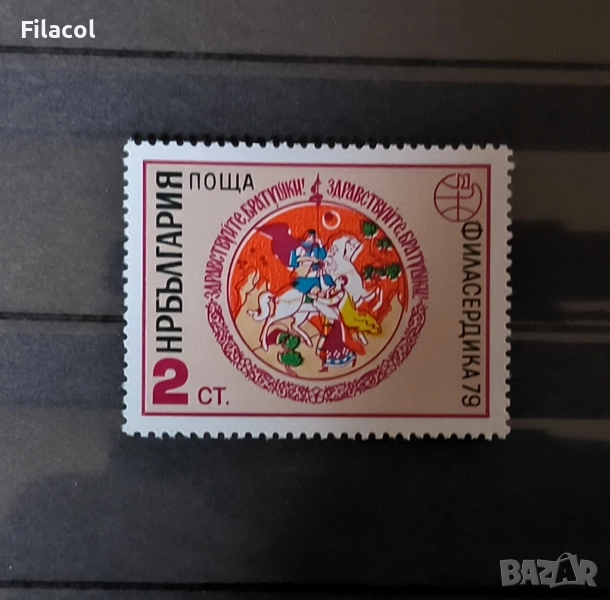 Filacol
НРБЪЛГАРИЯ
ПОЩА
ЗДРАВСТВУЙТЕ, БРАТУШКИ! ЗДРАВСТВУЙТЕ, БРАТУШКИ!
ФИЛАСЕРДИКА 79
2 СТ.
BAZAR